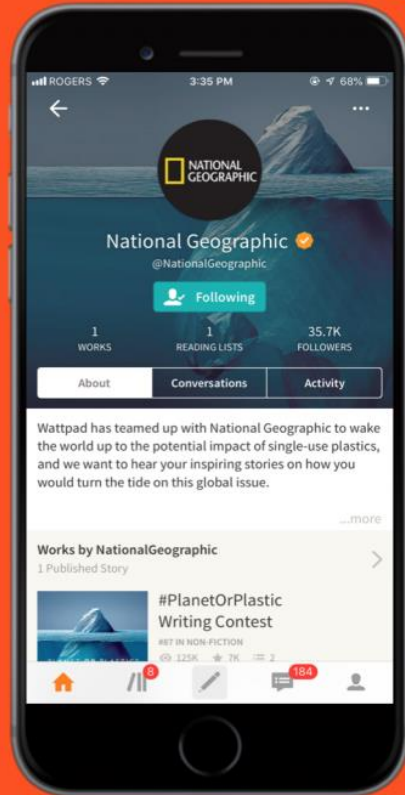 ROGERS 3:35 PM 68%
NATIONAL
GEOGRAPHIC
National Geographic
@NationalGeographic
Following
1 1 35.7K
WORKS READING LISTS FOLLOWERS
About Conversations Activity
Wattpad has teamed up with National Geographic to wake
the world up to the potential impact of single-use plastics,
and we want to hear your inspiring stories on how you
would turn the tide on this global issue.
...more
Works by NationalGeographic
1 Published Story
#PlanetOrPlastic
Writing Contest
#87 IN NON-FICTION
125K 7K 2
8 184